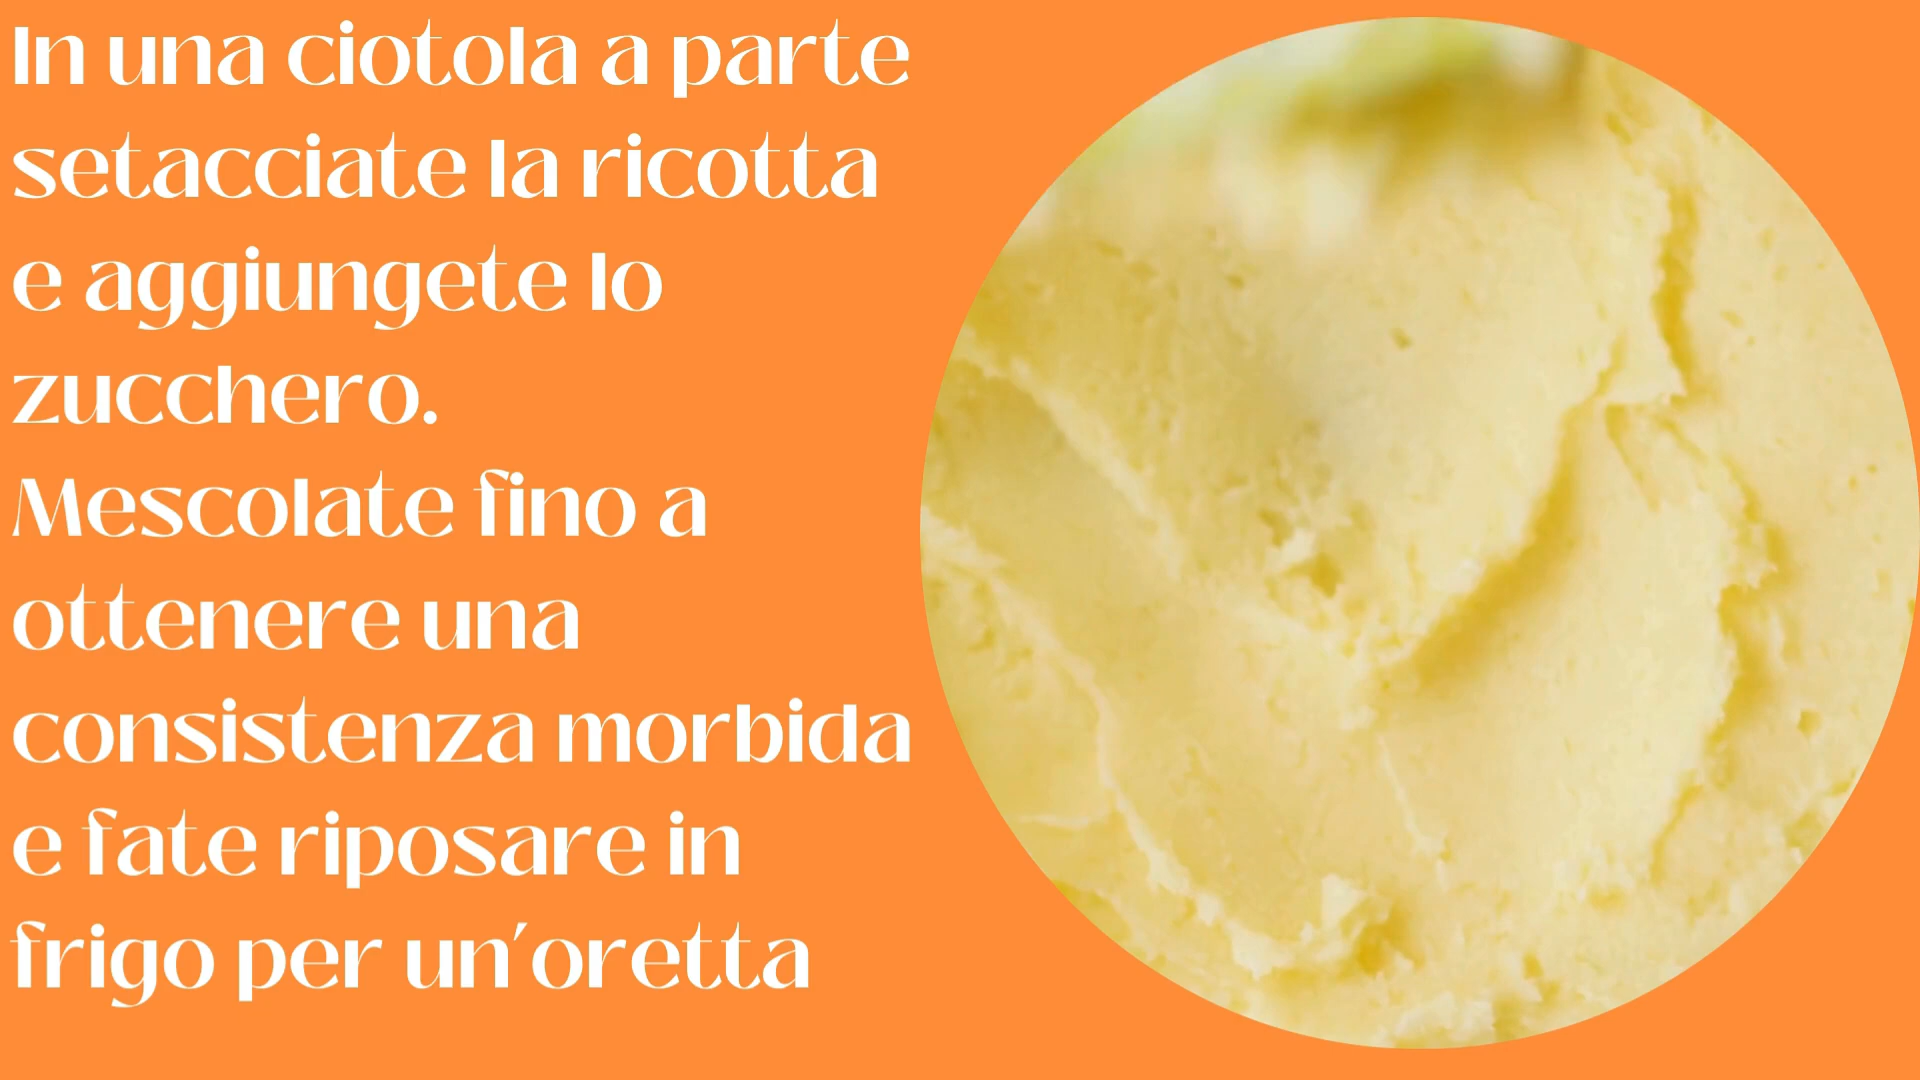 In una ciotola a parte
setacciate la ricotta
e aggiungete lo
zucchero.
Mescolate fino a
ottenere una
consistenza morbida
e fate riposare in
frigo per un'oretta